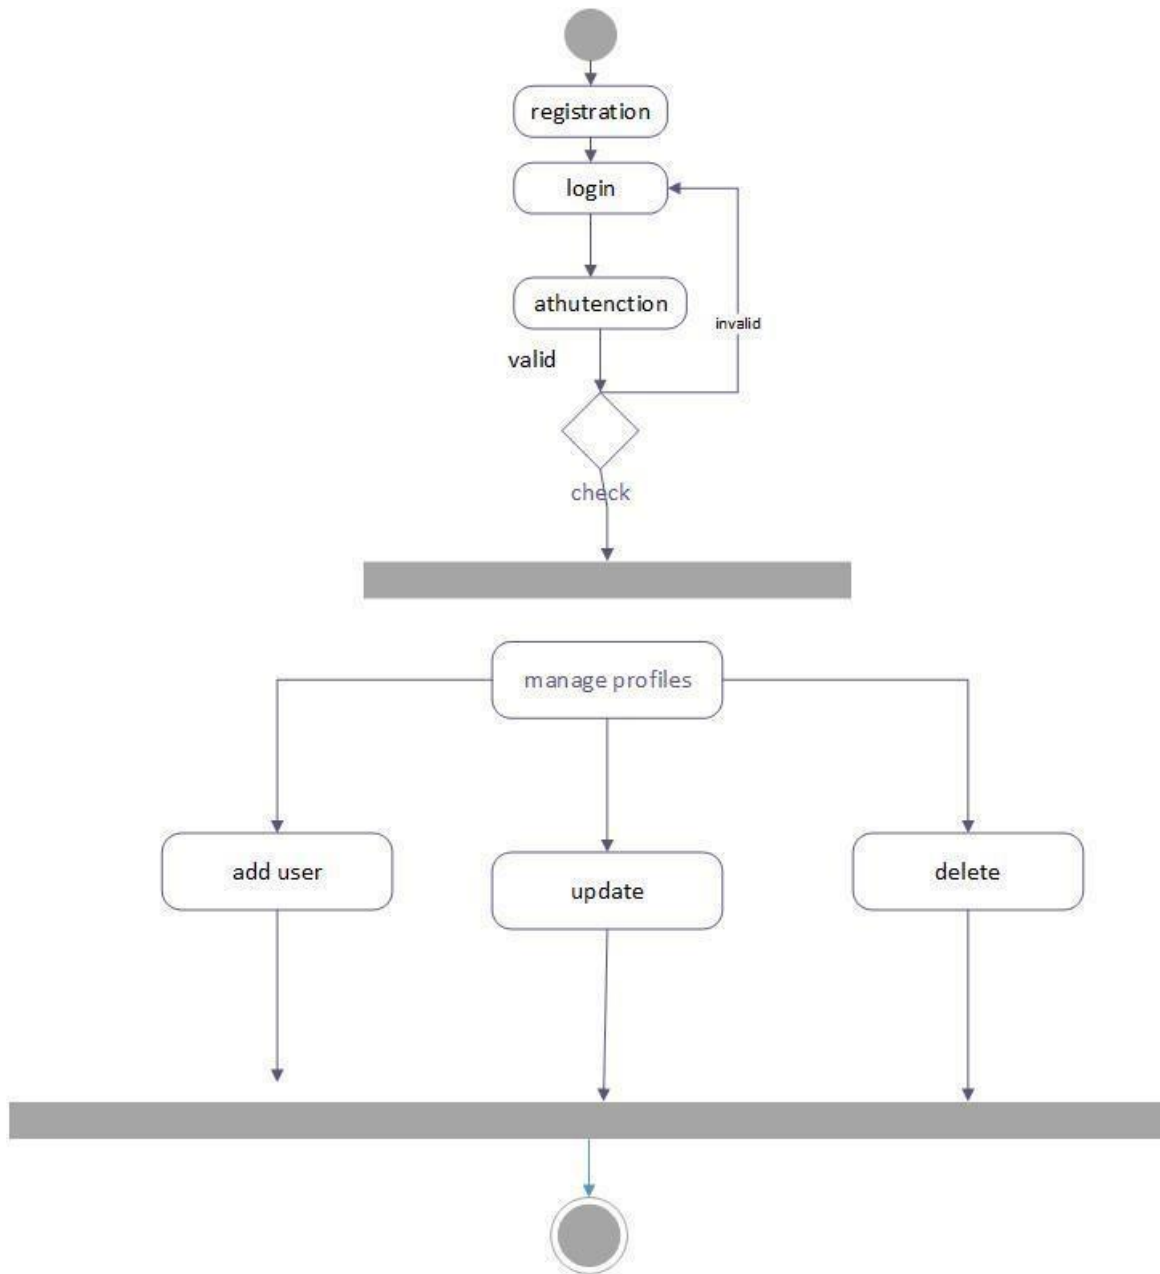 registration
login
athutenction
invalid
valid
check
manage profiles
add user
update
delete